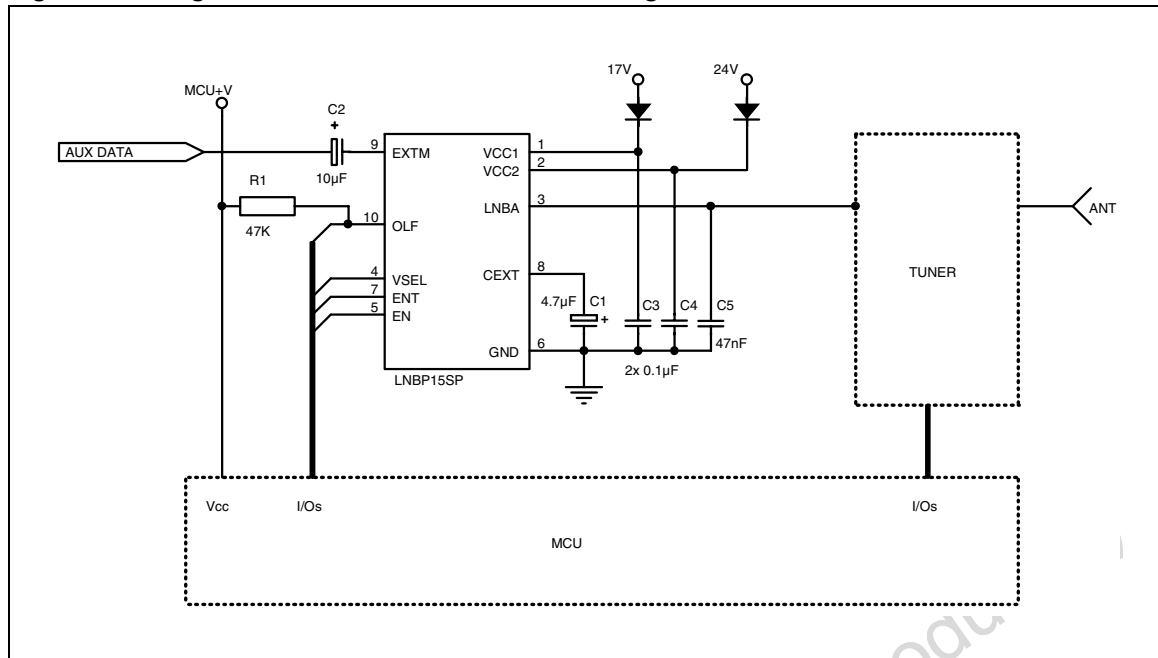 17V
24V
MCU+V
C2
+
AUX DATA
9
EXTM
VCC1
1
VCC2
2
10µF
R1
LNBA
3
10
OLF
47K
ANT
TUNER
4
VSEL
CEXT
8
7
ENT
4.7µF
C1
C3
C4
C5
5
EN
+
47nF
GND
6
2x 0.1µF
LNBP15SP
Vcc
I/Os
I/Os
MCU